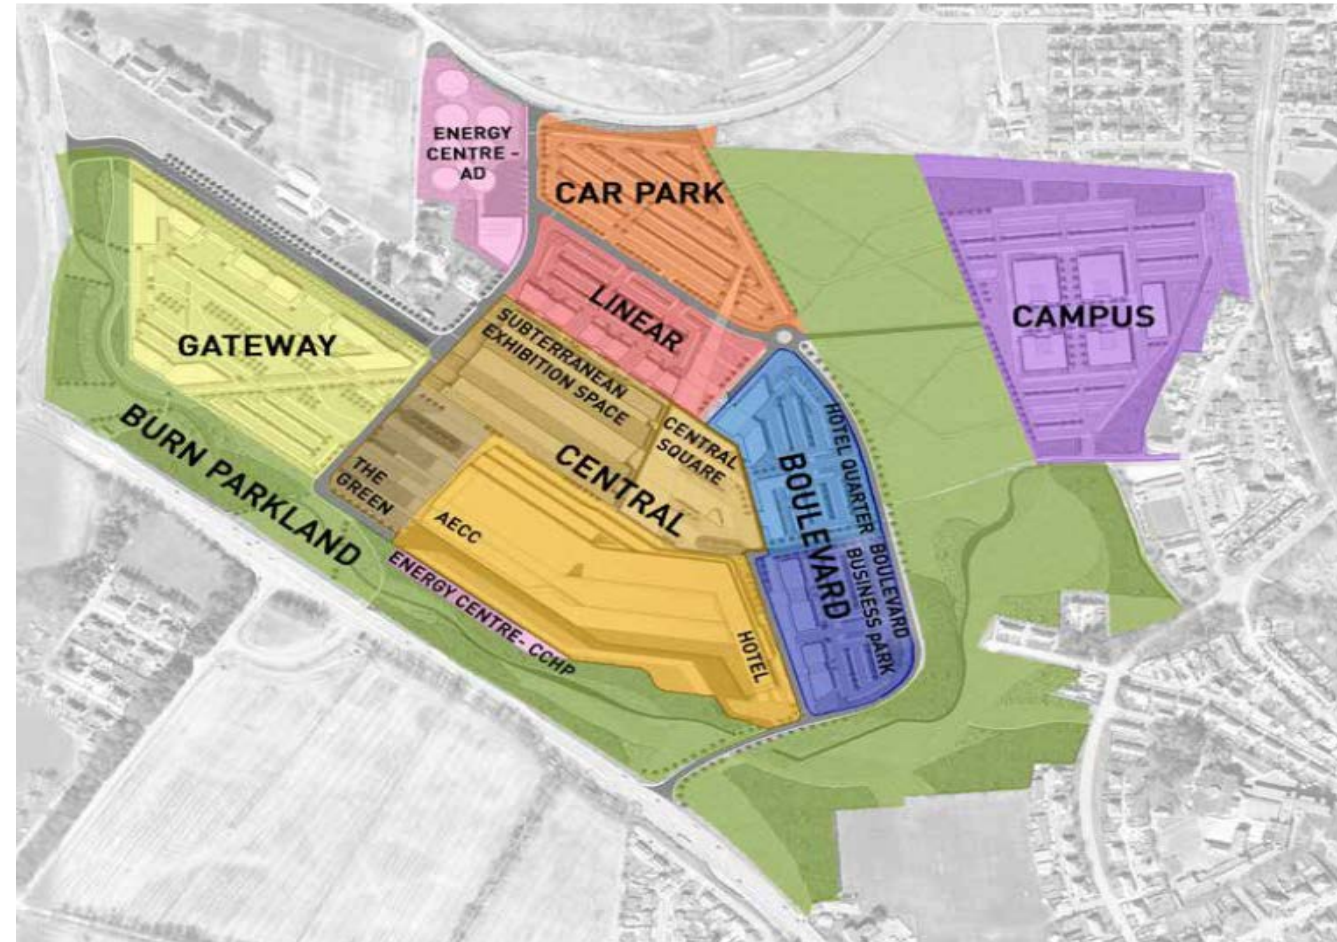 ENERGY
CENTRE -
AD
CAR PARK
LINEAR
CAMPUS
GATEWAY
SUBTERRANEAN
EXHIBITION SPACE
CENTRAL
SQUARE
CENTRAL
THE
GREEN
AECC
BURN PARKLAND
ENERGY CENTRE- CCHP
HOTEL
BOULEVARD
HOTEL QUARTER
BOULEVARD
BUSINESS pARK